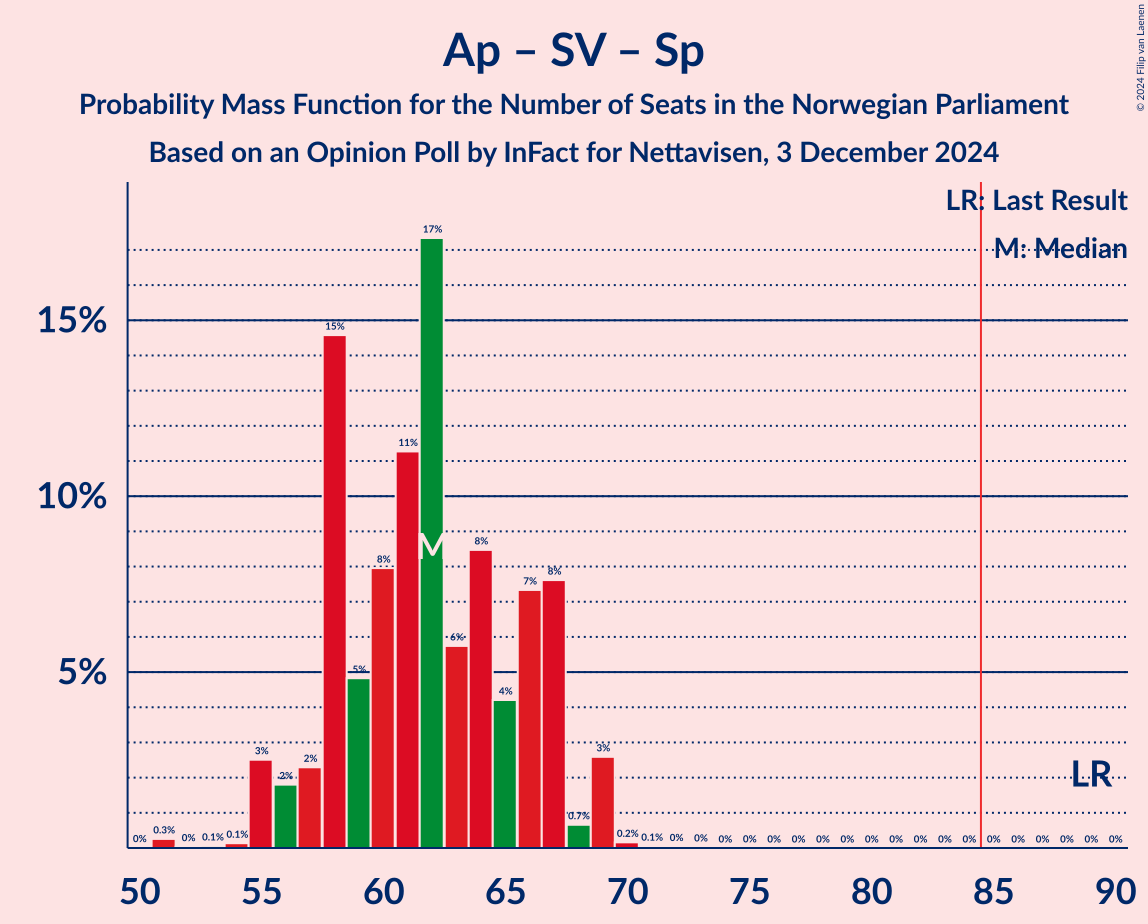 Ap – SV – Sp
Probability Mass Function for the Number of Seats in the Norwegian Parliament
Based on an Opinion Poll by InFact for Nettavisen, 3 December 2024
© 2024 Filip van Laenen
LR: Last Result
M: Median
15%
10%
5%
0% 0.3% 0% 0.1% 0.1% 3% 2% 2% 15% 5% 8% 11% 17% 6% 8% 4% 7% 8% 0.7% 3% 0.2% 0.1% 0% 0% 0% 0% 0% 0% 0% 0% 0% 0% 0% 0% 0% 0% 0% 0% 0% 0% 0%
M
LR
50 55 60 65 70 75 80 85 90